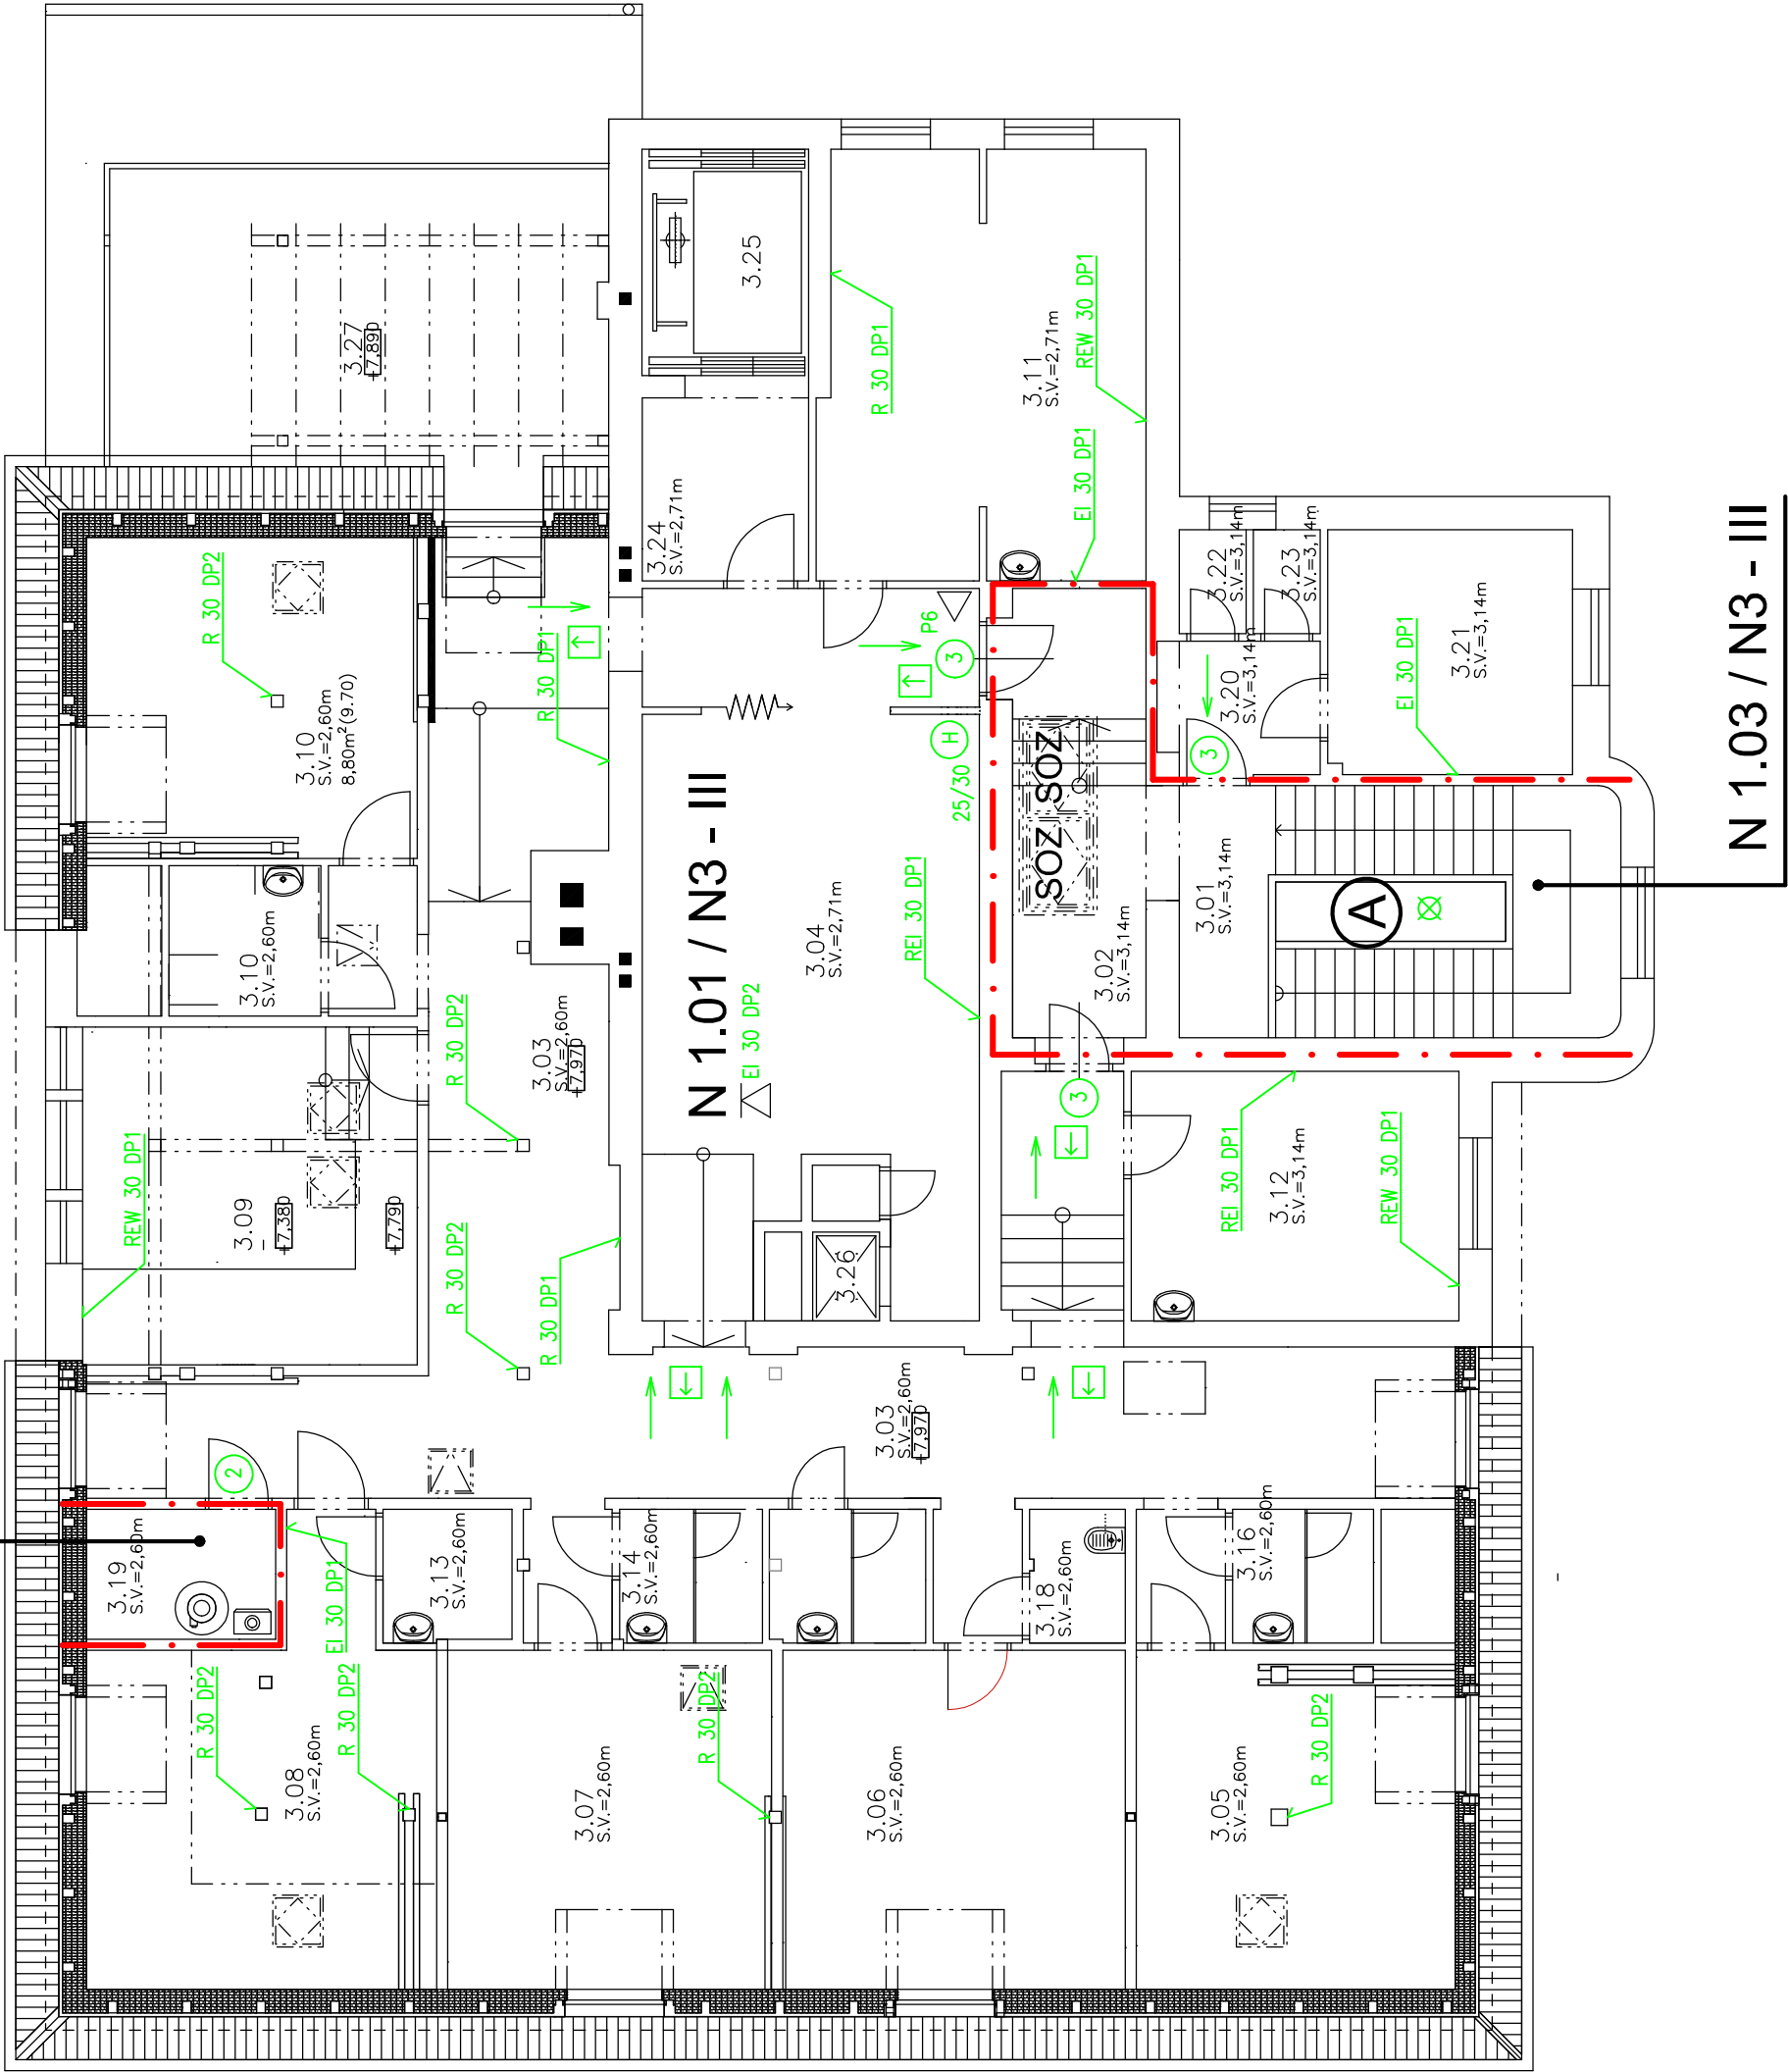 3.27
+7,890
3.25
R 30 DP1
3.11
S.V.=2,71m
REW 30 DP1
EI 30 DP1
3.24
S.V.=2,71m
R 30 DP2
3.10
S.V.=2,60m
8,80m²(9.70)
R 30 DP1
P6
3
H
25/30
3.22
S.V.=3,14m
3.23
S.V.=3,14m
3.20
S.V.=3,14m
3
3.21
S.V.=3,14m
EI 30 DP1
N 1.03 / N3 - III
SOZ SOZ
3.01
S.V.=3,14m
A
3.02
S.V.=3,14m
REI 30 DP1
3.04
S.V.=2,71m
N 1.01 / N3 - III
EI 30 DP2
3.10
S.V.=2,60m
R 30 DP2
3.03
S.V.=2,60m
+7,970
3
REW 30 DP1
3.09
+7,380
+7,790
R 30 DP2
R 30 DP1
3.26
REI 30 DP1
3.12
S.V.=3,14m
REW 30 DP1
3.03
S.V.=2,60m
+7,970
2
3.19
S.V.=2,60m
EI 30 DP1
3.13
S.V.=2,60m
3.14
S.V.=2,60m
3.18
S.V.=2,60m
3.16
S.V.=2,60m
R 30 DP2
3.08
S.V.=2,60m
R 30 DP2
3.07
S.V.=2,60m
R 30 DP2
3.06
S.V.=2,60m
3.05
S.V.=2,60m
R 30 DP2